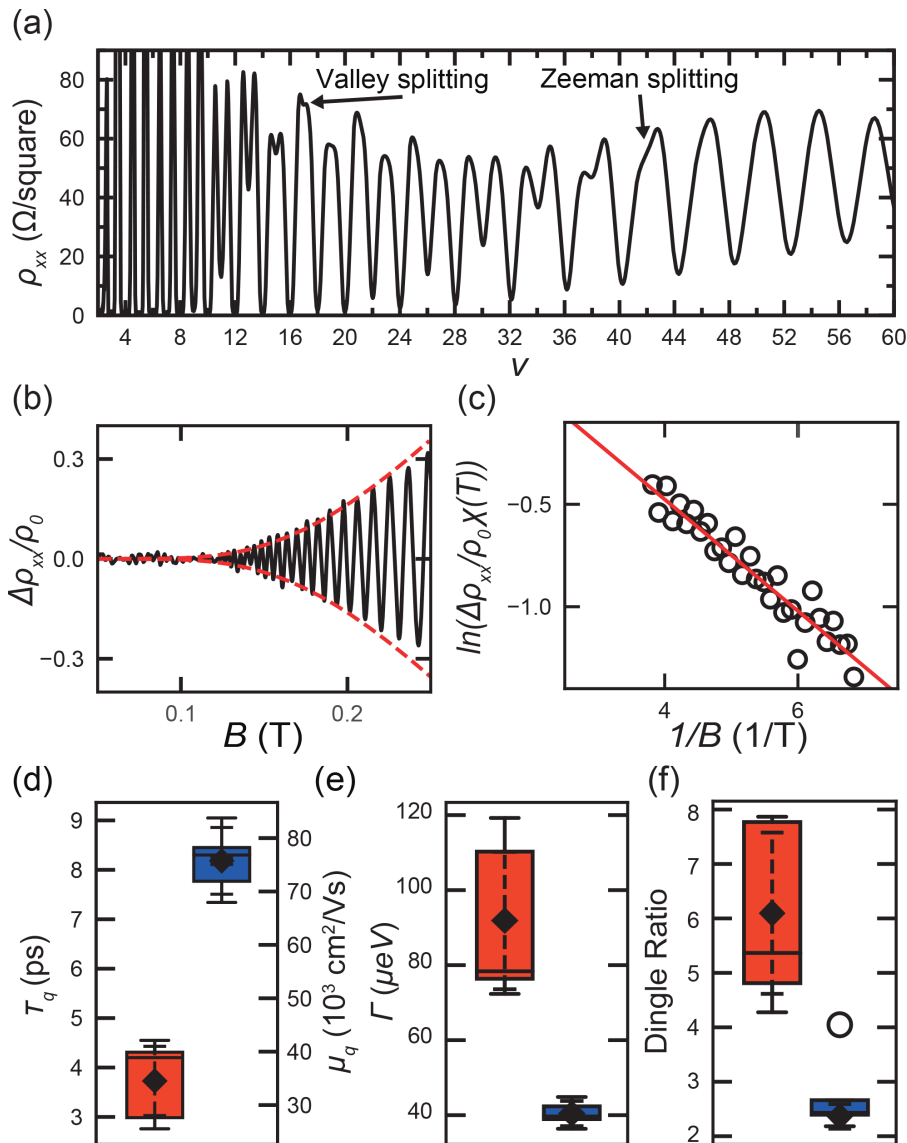 (a)
Valley splitting
Zeeman splitting
ρxx (Ω/square)
80
60
40
20
0
4 8 12 16 20 24 28 32 36 40 44 48 52 56 60
ν
(b)
Δρxx/ρ0
0.3
0.0
−0.3
0.1 0.2
B (T)
(c)
ln(Δρxx/ρ0χ(T))
−0.5
−1.0
4 6
1/B (1/T)
(d)
τq (ps)
9
8
7
6
5
4
3
μq (10³ cm²/Vs)
80
70
60
50
40
30
(e)
Γ (μeV)
120
100
80
60
40
(f)
Dingle Ratio
8
7
6
5
4
3
2